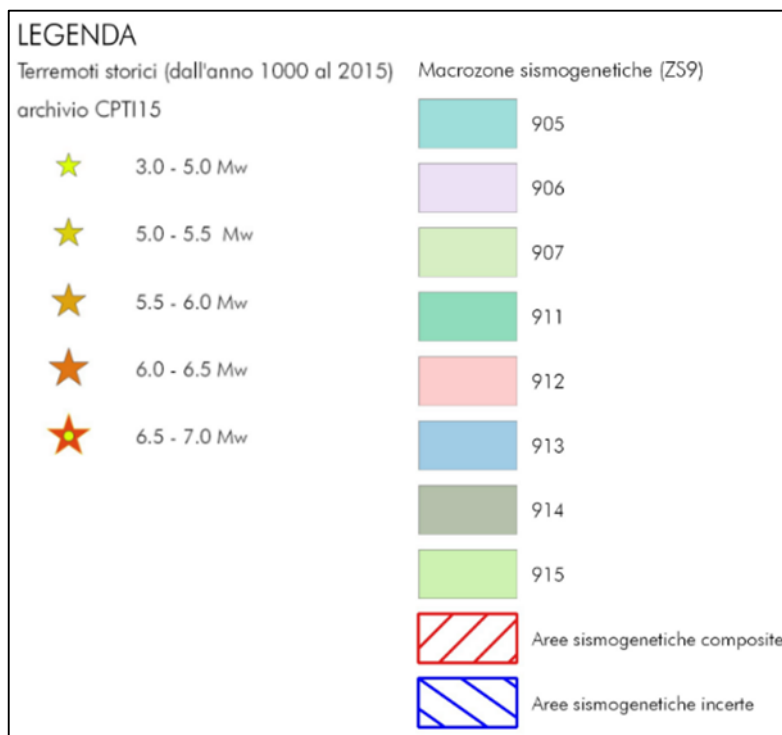 LEGENDA
Terremoti storici (dall'anno 1000 al 2015)
archivio CPTI15
3.0 - 5.0 Mw
5.0 - 5.5 Mw
5.5 - 6.0 Mw
6.0 - 6.5 Mw
6.5 - 7.0 Mw
Macrozone sismogenetiche (ZS9)
905
906
907
911
912
913
914
915
Aree sismogenetiche composite
Aree sismogenetiche incerte